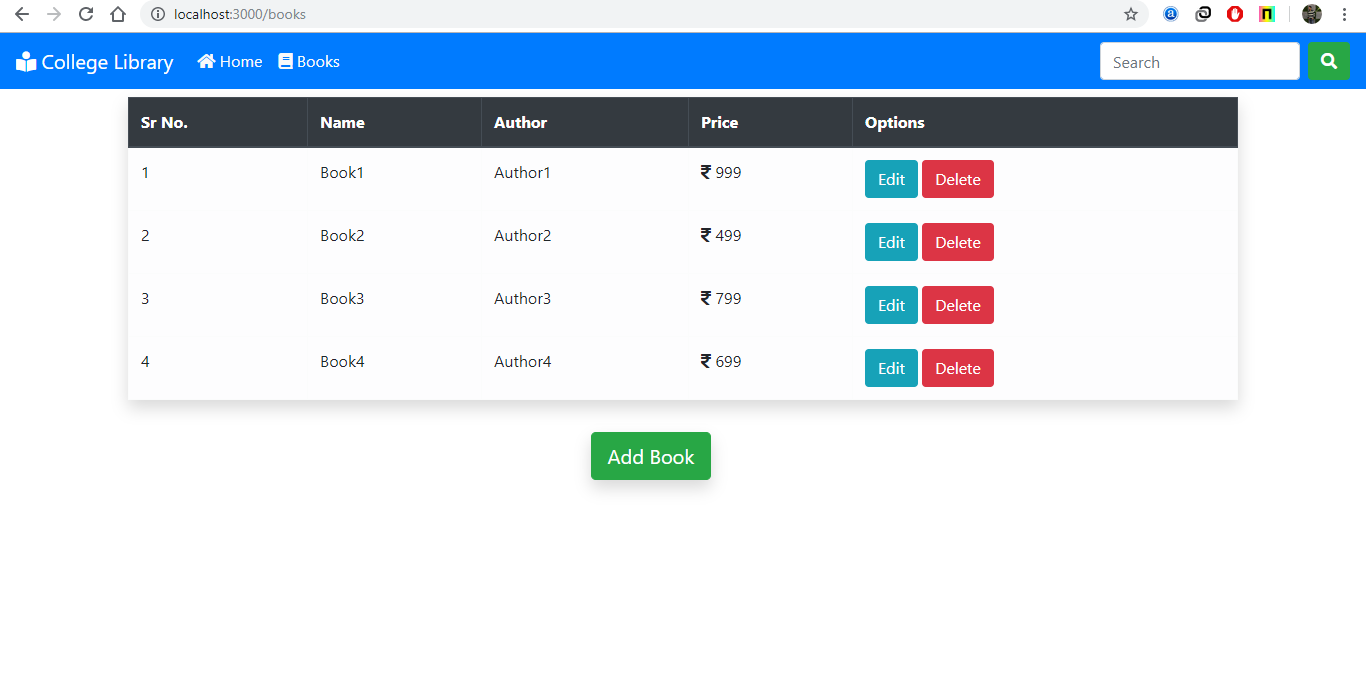 localhost:3000/books
College Library Home Books Search
Sr No. Name Author Price Options
1 Book1 Author1 ₹ 999 Edit Delete
2 Book2 Author2 ₹ 499 Edit Delete
3 Book3 Author3 ₹ 799 Edit Delete
4 Book4 Author4 ₹ 699 Edit Delete
Add Book